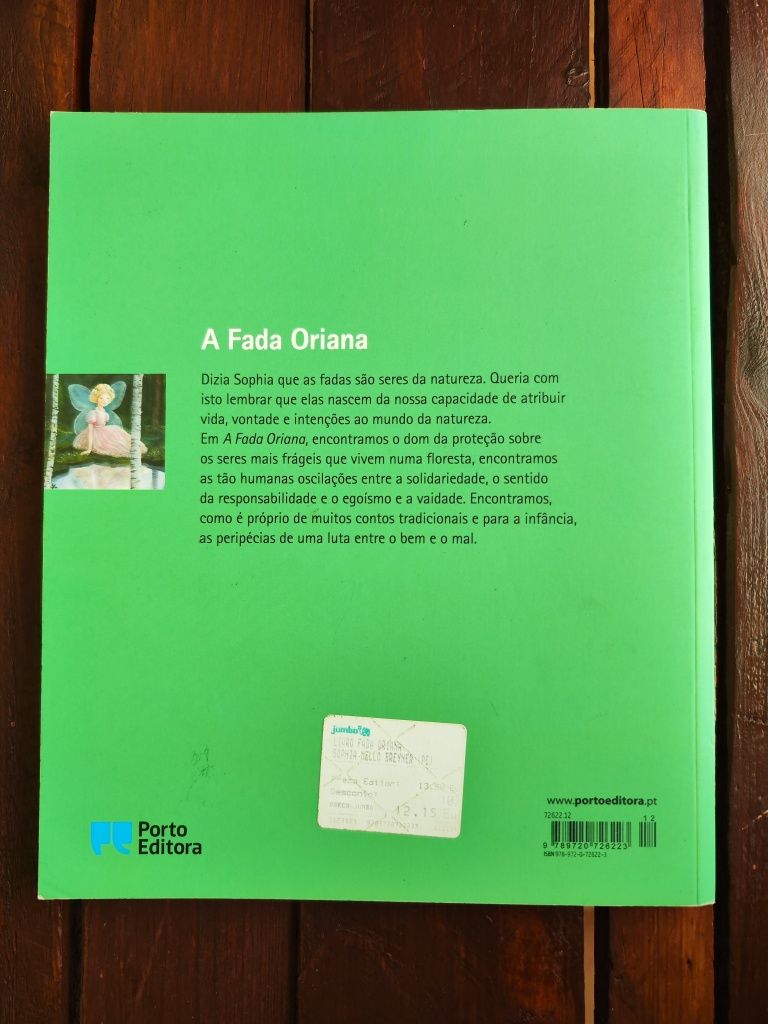 A Fada Oriana
Dizia Sophia que as fadas são seres da natureza. Queria com
isto lembrar que elas nascem da nossa capacidade de atribuir
vida, vontade e intenções ao mundo da natureza.
Em A Fada Oriana, encontramos o dom da proteção sobre
os seres mais frágeis que vivem numa floresta, encontramos
as tão humanas oscilações entre a solidariedade, o sentido
da responsabilidade e o egoísmo e a vaidade. Encontramos,
como é próprio de muitos contos tradicionais e para a infância,
as peripécias de uma luta entre o bem e o mal.
jumbo
LIVRO FADA ORIANA
SOPHIA MELLO BREYNER (PE)
Desconto: 10
PRECO JUMBO: 12.15
www.portoeditora.pt
72622.12
12
9 789720 726223
ISBN 978-972-0-72622-3
Porto
Editora